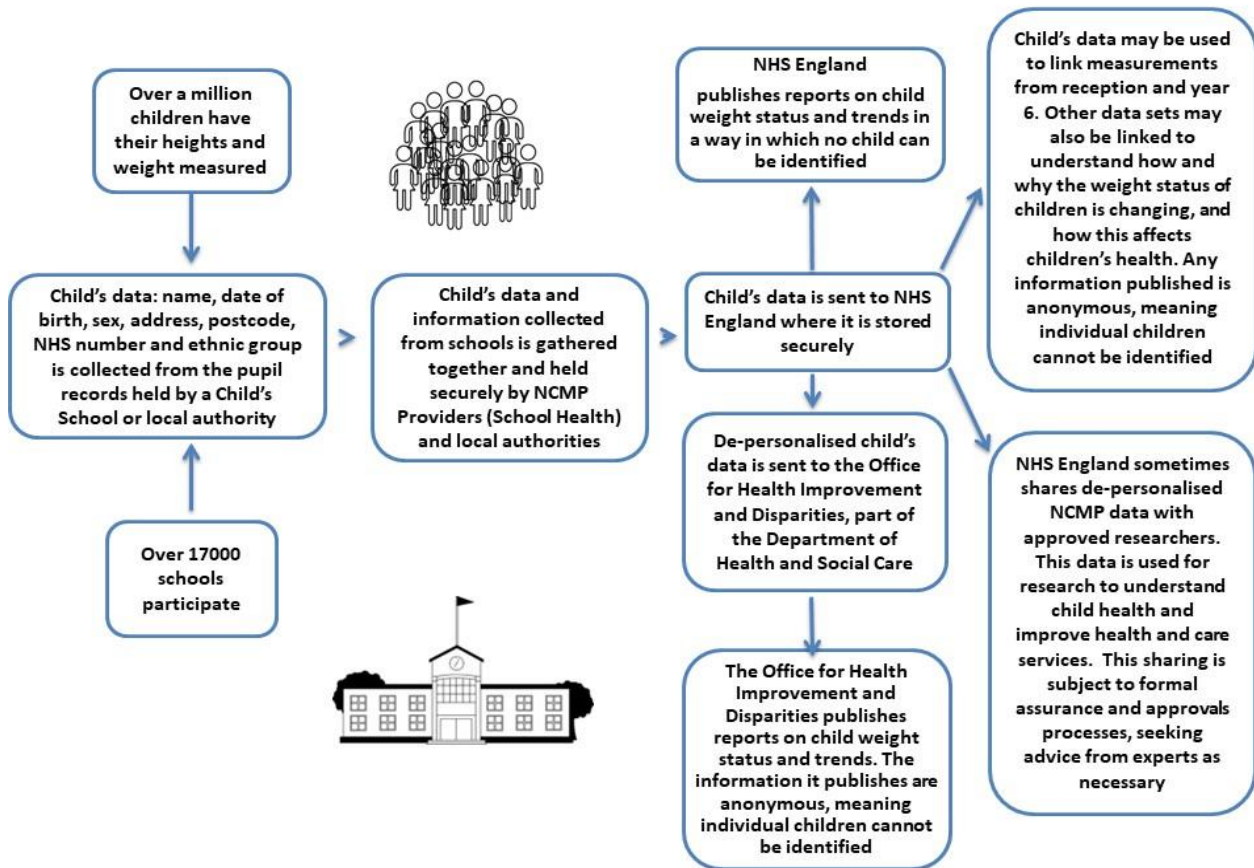 Over a million
children have
their heights and
weight measured
Child's data: name, date of
birth, sex, address, postcode,
NHS number and ethnic group
is collected from the pupil
records held by a Child's
School or local authority
Over 17000
schools
participate
Child's data and
information collected
from schools is gathered
together and held
securely by NCMP
Providers (School Health)
and local authorities
NHS England
publishes reports on child
weight status and trends in
a way in which no child can
be identified
Child's data is sent to NHS
England where it is stored
securely
De-personalised child's
data is sent to the Office
for Health Improvement
and Disparities, part of
the Department of
Health and Social Care
The Office for Health
Improvement and
Disparities publishes
reports on child weight
status and trends. The
information it publishes are
anonymous, meaning
individual children cannot
be identified
Child's data may be used
to link measurements
from reception and year
6. Other data sets may
also be linked to
understand how and
why the weight status of
children is changing, and
how this affects
children's health. Any
information published is
anonymous, meaning
individual children
cannot be identified
NHS England sometimes
shares de-personalised
NCMP data with
approved researchers.
This data is used for
research to understand
child health and
improve health and care
services. This sharing is
subject to formal
assurance and approvals
processes, seeking
advice from experts as
necessary